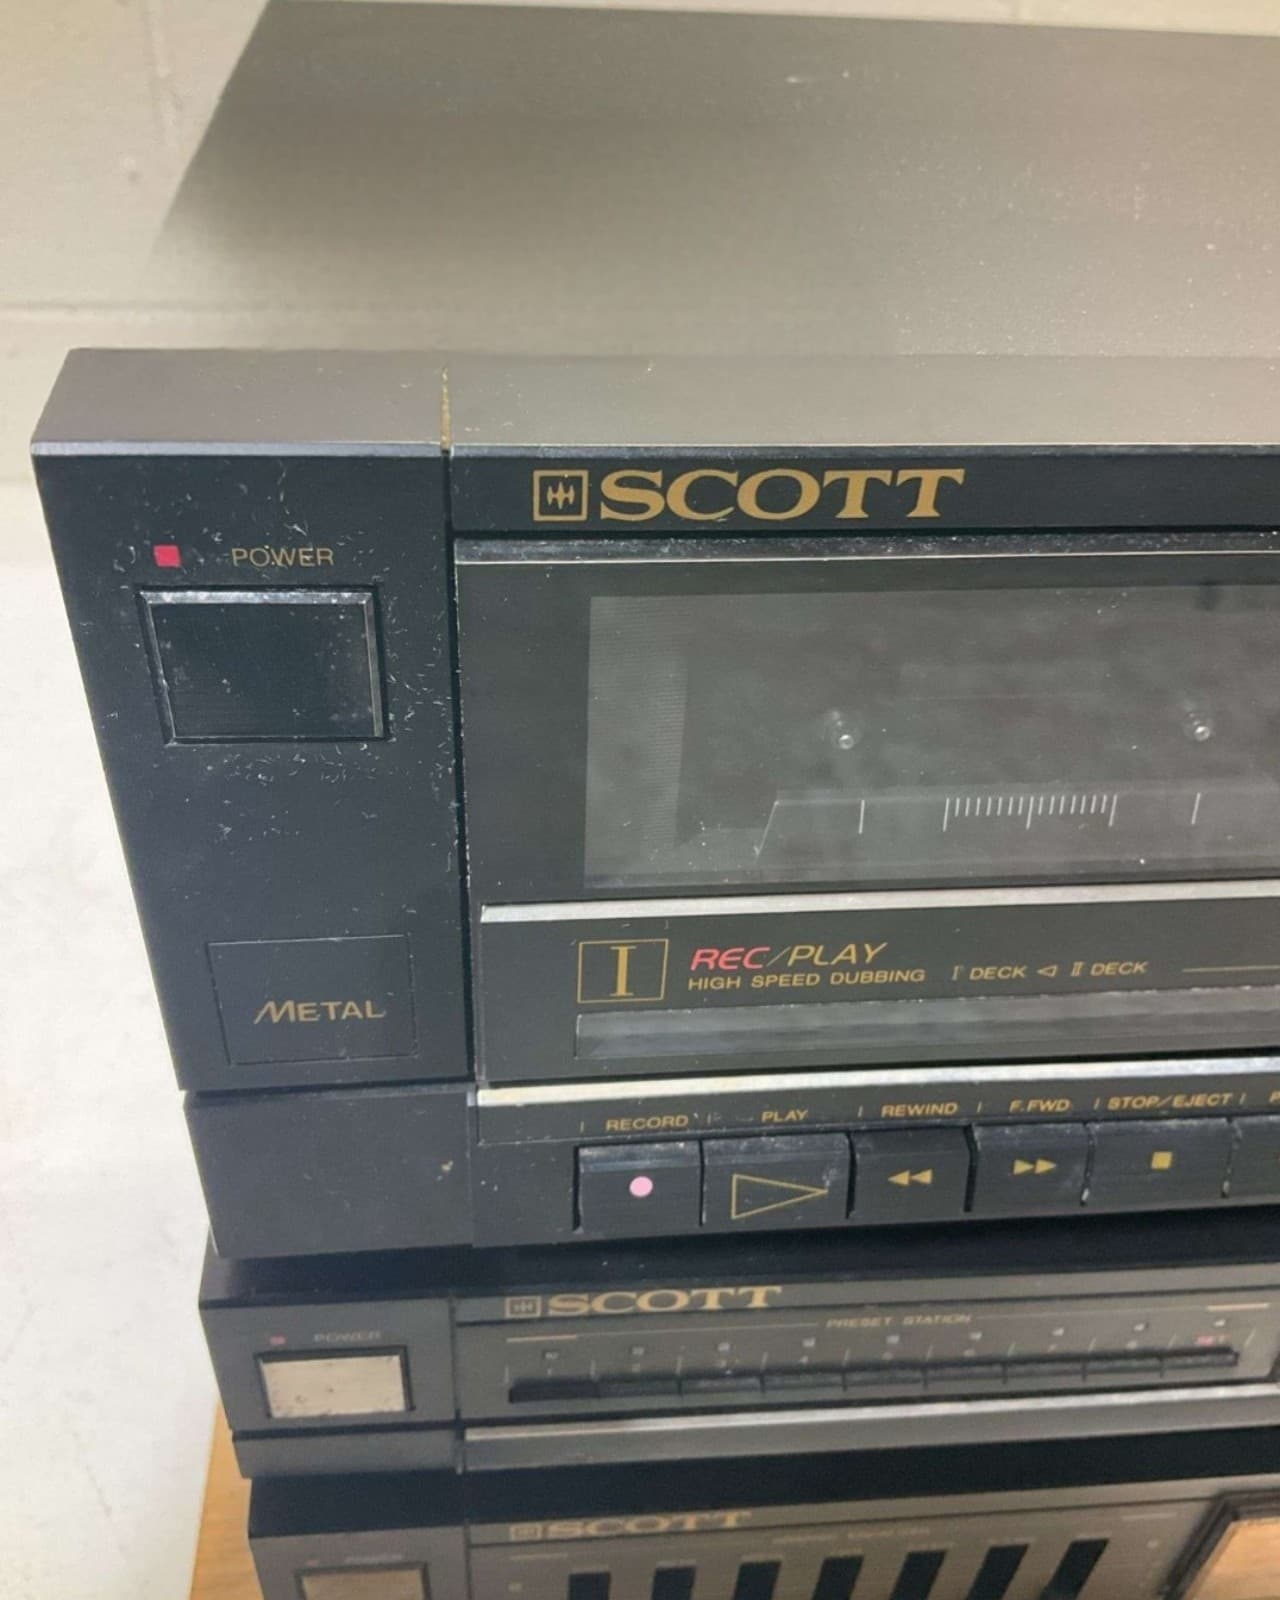 SCOTT
POWER
I REC/PLAY
HIGH SPEED DUBBING I DECK ◁ II DECK
METAL
RECORD PLAY REWIND F.FWD STOP/EJECT
SCOTT
POWER
PRESET STATION
SCOTT